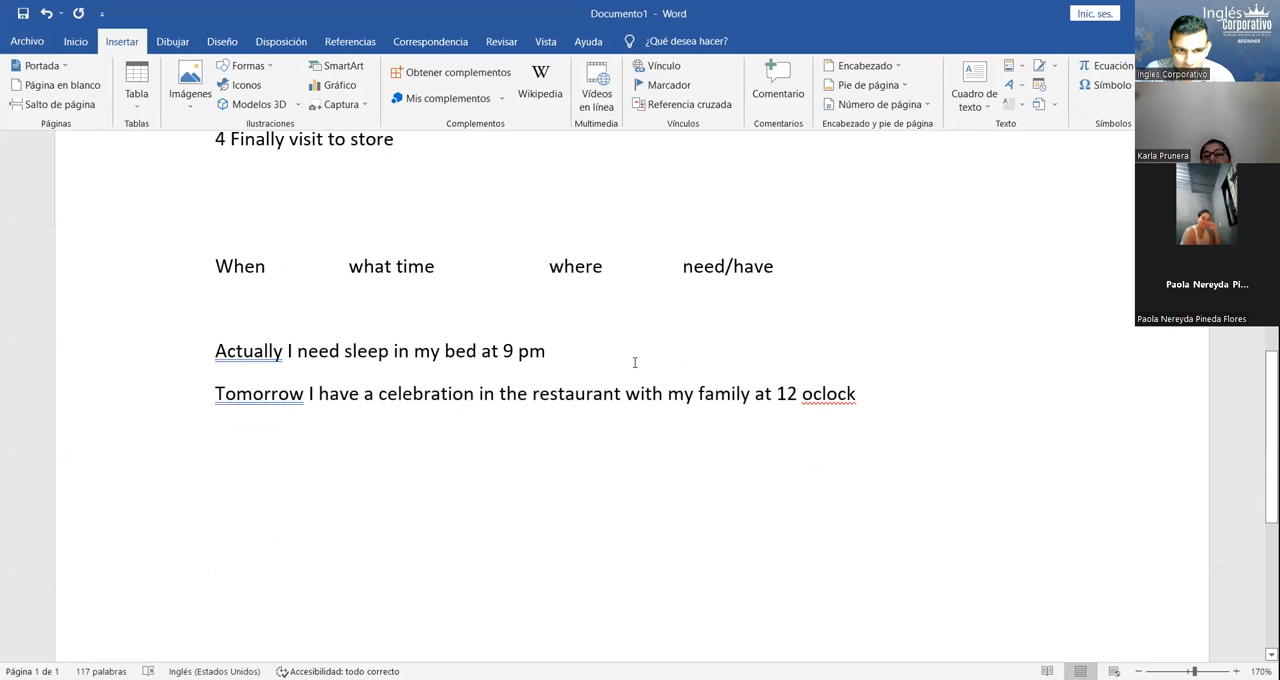 Documento1 - Word
Inic. ses.
Archivo Inicio Insertar Dibujar Diseño Disposición Referencias Correspondencia Revisar Vista Ayuda ¿Qué desea hacer?
Portada
Página en blanco
Salto de página
Páginas
Tabla
Tablas
Imágenes
Formas
Iconos
Modelos 3D
SmartArt
Gráfico
Captura
Ilustraciones
Obtener complementos
Mis complementos
Wikipedia
Complementos
Vídeos
en línea
Multimedia
Vínculo
Marcador
Referencia cruzada
Vínculos
Comentario
Comentarios
Encabezado
Pie de página
Número de página
Encabezado y pie de página
Cuadro de
texto
Texto
Ecuación
Símbolo
Símbolos
Inglés
Corporativo
BEGINNER
Inglés Corporativo
Karla Prunera
Paola Nereyda Pi...
Paola Nereyda Pineda Flores
4 Finally visit to store
When what time where need/have
Actually I need sleep in my bed at 9 pm
Tomorrow I have a celebration in the restaurant with my family at 12 oclock
Página 1 de 1 117 palabras Inglés (Estados Unidos) Accesibilidad: todo correcto 170%